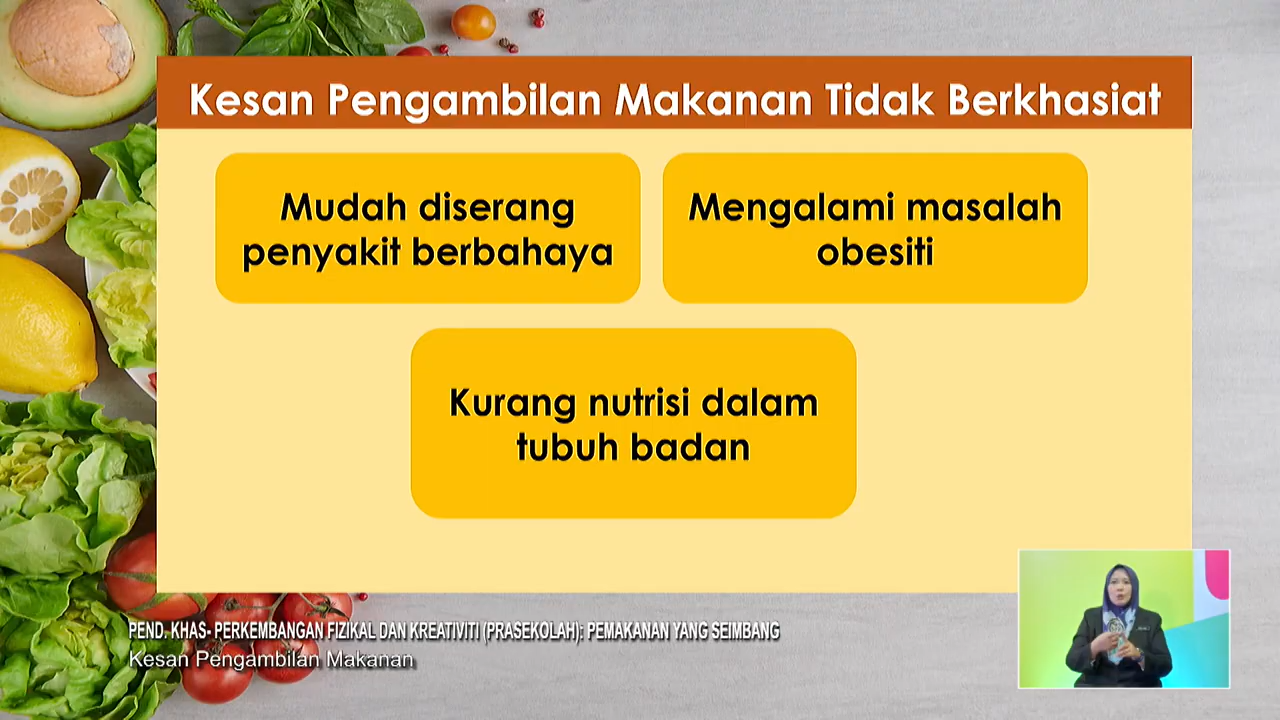 Kesan Pengambilan Makanan Tidak Berkhasiat
Mudah diserang
penyakit berbahaya
Mengalami masalah
obesiti
Kurang nutrisi dalam
tubuh badan
PEND. KHAS- PERKEMBANGAN FIZIKAL DAN KREATIVITI (PRASEKOLAH): PEMAKANAN YANG SEIMBANG
Kesan Pengambilan Makanan